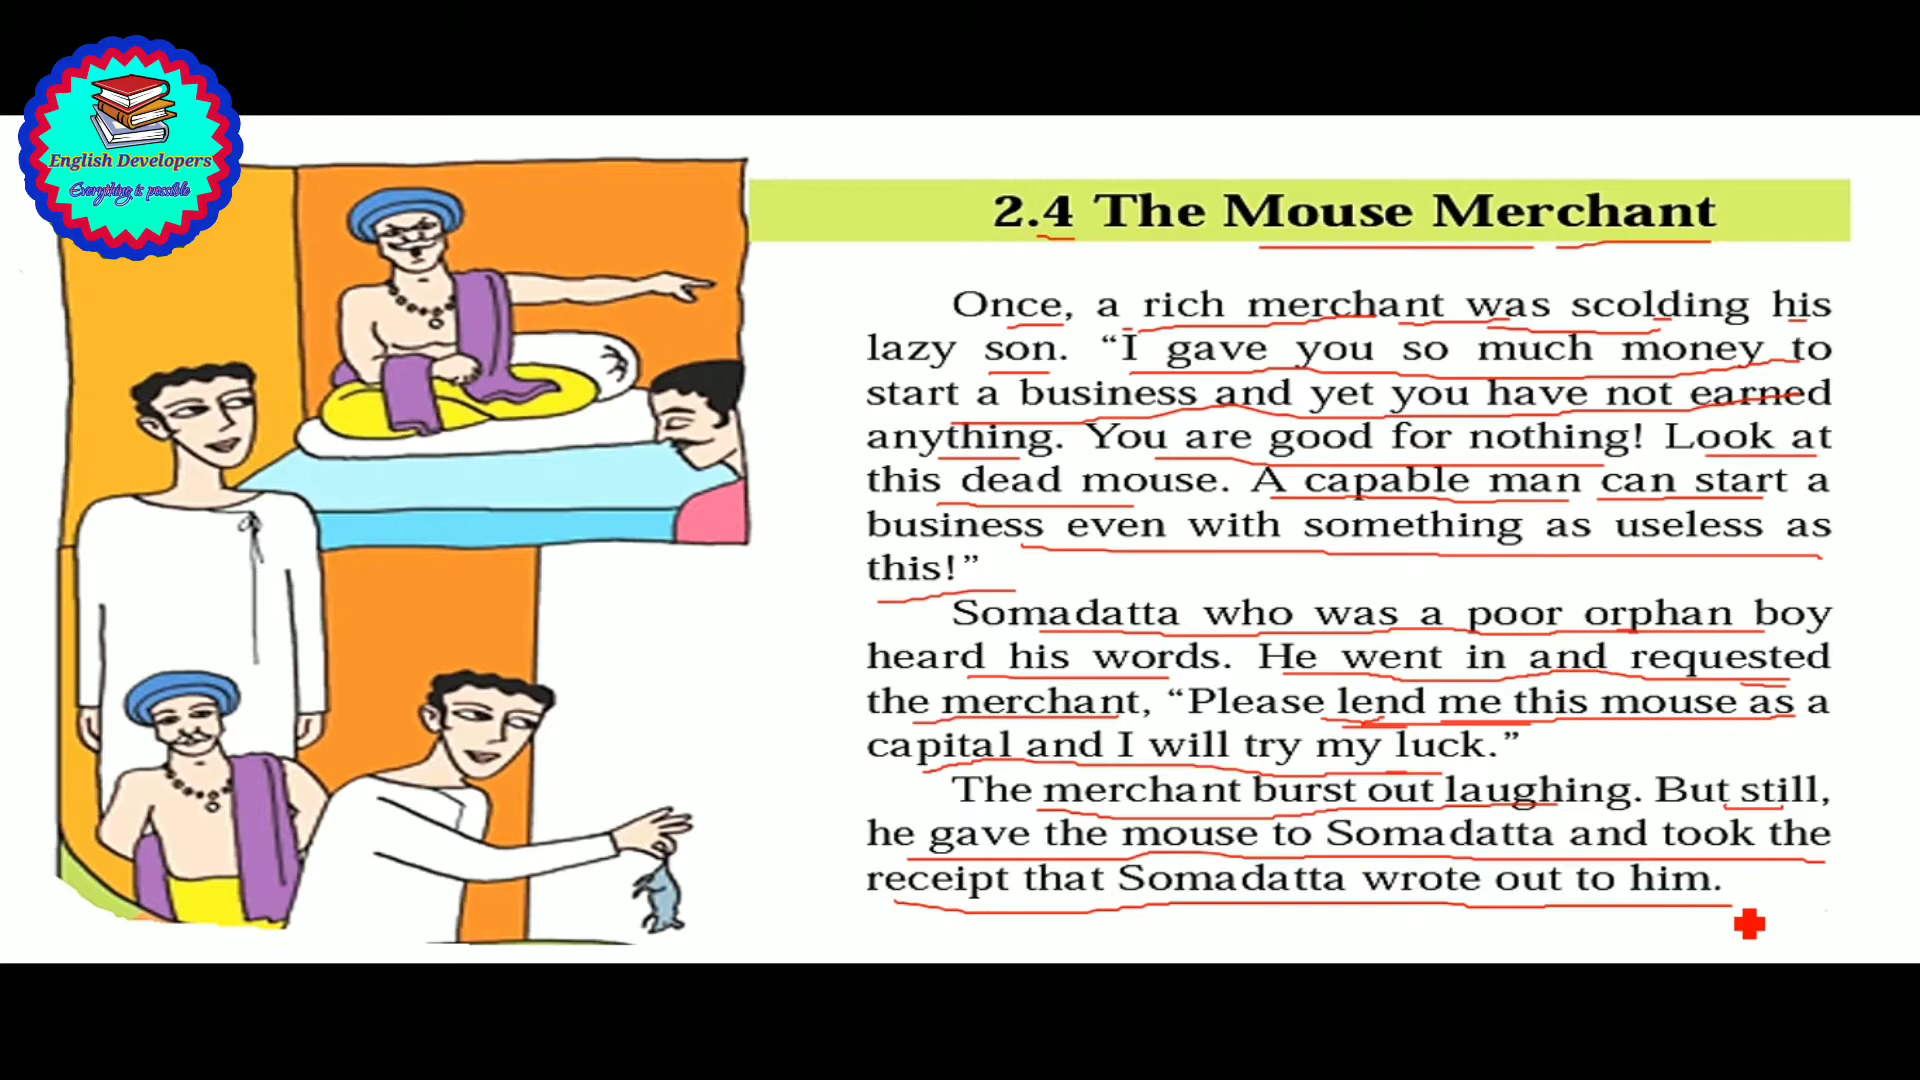 English Developers
Everything is possible
2.4 The Mouse Merchant
Once, a rich merchant was scolding his
lazy son. “I gave you so much money to
start a business and yet you have not earned
anything. You are good for nothing! Look at
this dead mouse. A capable man can start a
business even with something as useless as
this!”
Somadatta who was a poor orphan boy
heard his words. He went in and requested
the merchant, “Please lend me this mouse as a
capital and I will try my luck.”
The merchant burst out laughing. But still,
he gave the mouse to Somadatta and took the
receipt that Somadatta wrote out to him.